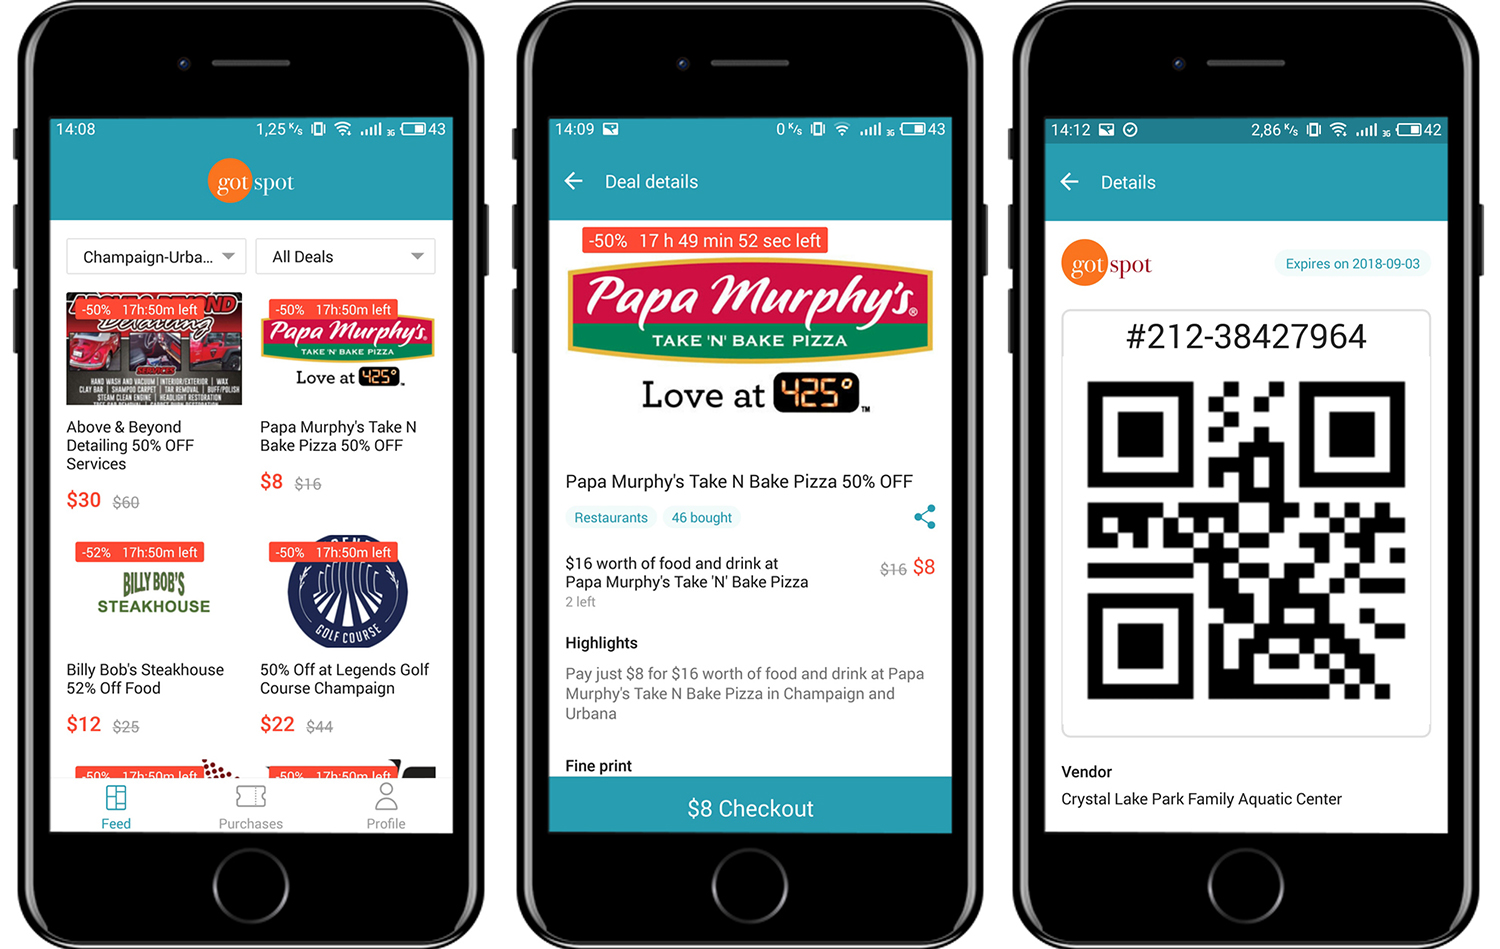 14:08 1,25 K/s 3G 43
got spot
Champaign-Urba... All Deals
-50% 17h:50m left
Detailing
SERVICES
HAND WASH AND VACUUM | INTERIOR/EXTERIOR | WAX
CLAY BAR | SHAMPOO CARPET | TAR REMOVAL | BUFF/POLISH
STEAM CLEAN ENGINE | HEADLIGHT RESTORATION
Above & Beyond
Detailing 50% OFF
Services
$30 $60
-50% 17h:50m left
Papa Murphy's®
TAKE 'N' BAKE PIZZA
Love at 425°™
Papa Murphy's Take N
Bake Pizza 50% OFF
$8 $16
-52% 17h:50m left
BILLY BOB'S
STEAKHOUSE
Billy Bob's Steakhouse
52% Off Food
$12 $25
-50% 17h:50m left
GOLF COURSE
50% Off at Legends Golf
Course Champaign
$22 $44
-50% 17h:50m left
-50% 17h:50m left
Feed Purchases Profile
14:09 0 K/s 3G 43
Deal details
-50% 17 h 49 min 52 sec left
Papa Murphy's®
TAKE 'N' BAKE PIZZA
Love at 425°™
Papa Murphy's Take N Bake Pizza 50% OFF
Restaurants 46 bought
$16 worth of food and drink at
Papa Murphy's Take 'N' Bake Pizza
$16 $8
2 left
Highlights
Pay just $8 for $16 worth of food and drink at Papa
Murphy's Take N Bake Pizza in Champaign and
Urbana
Fine print
$8 Checkout
14:12 2,86 K/s 3G 42
Details
got spot
Expires on 2018-09-03
#212-38427964
Vendor
Crystal Lake Park Family Aquatic Center